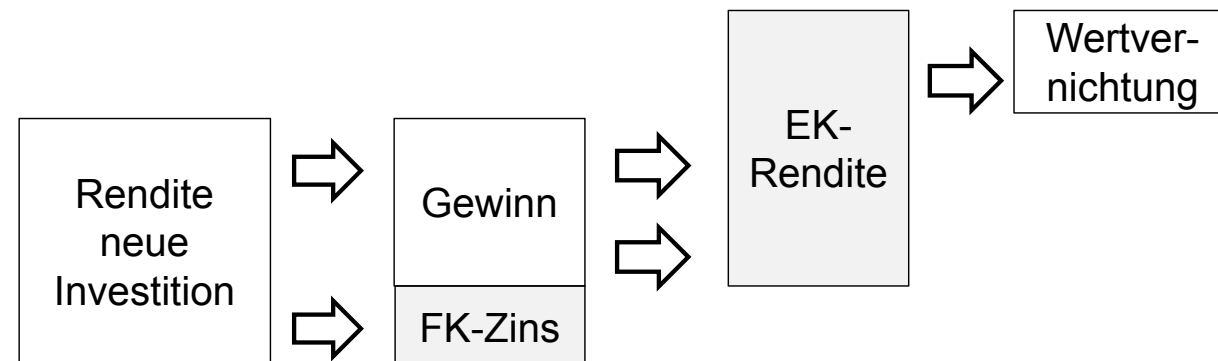 Rendite
neue
Investition
Gewinn
FK-Zins
EK-
Rendite
Wertver-
nichtung